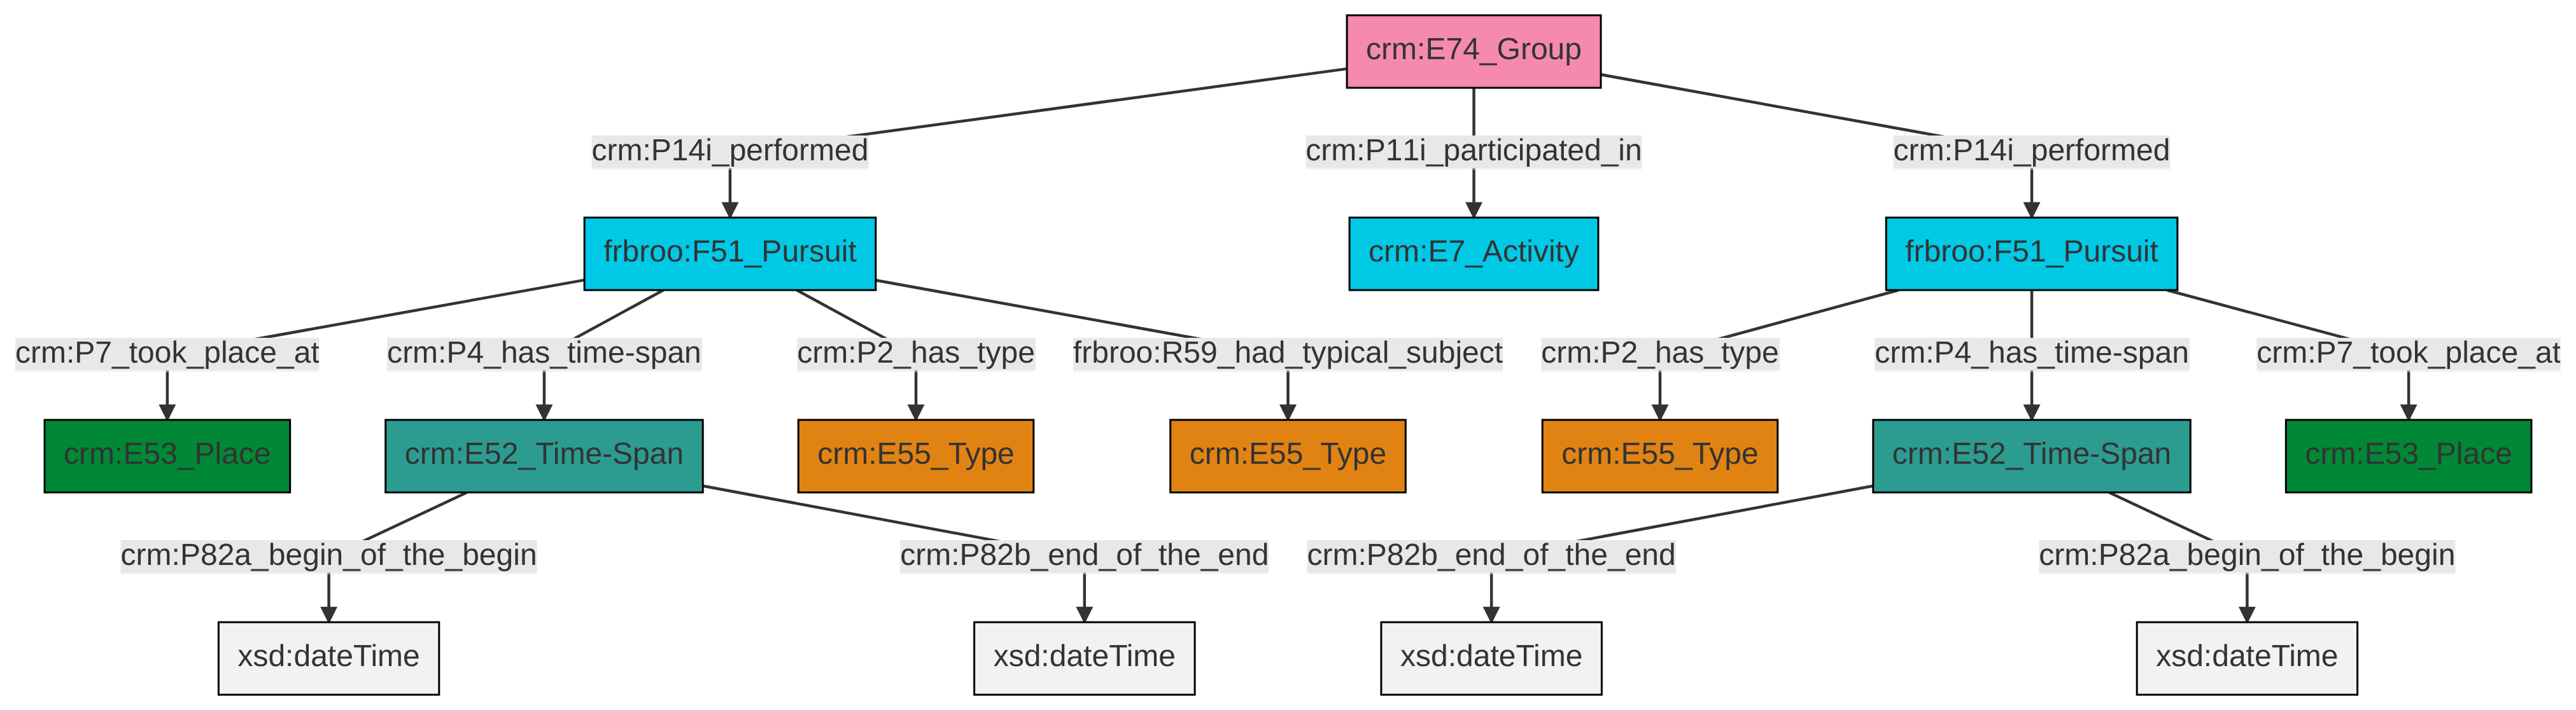 crm:E74_Group
crm:P14i_performed
crm:P11i_participated_in
crm:P14i_performed
frbroo:F51_Pursuit
crm:E7_Activity
frbroo:F51_Pursuit
crm:P7_took_place_at
crm:P4_has_time-span
crm:P2_has_type
frbroo:R59_had_typical_subject
crm:P2_has_type
crm:P4_has_time-span
crm:P7_took_place_at
crm:E53_Place
crm:E52_Time-Span
crm:E55_Type
crm:E55_Type
crm:E55_Type
crm:E52_Time-Span
crm:E53_Place
crm:P82a_begin_of_the_begin
crm:P82b_end_of_the_end
crm:P82b_end_of_the_end
crm:P82a_begin_of_the_begin
xsd:dateTime
xsd:dateTime
xsd:dateTime
xsd:dateTime